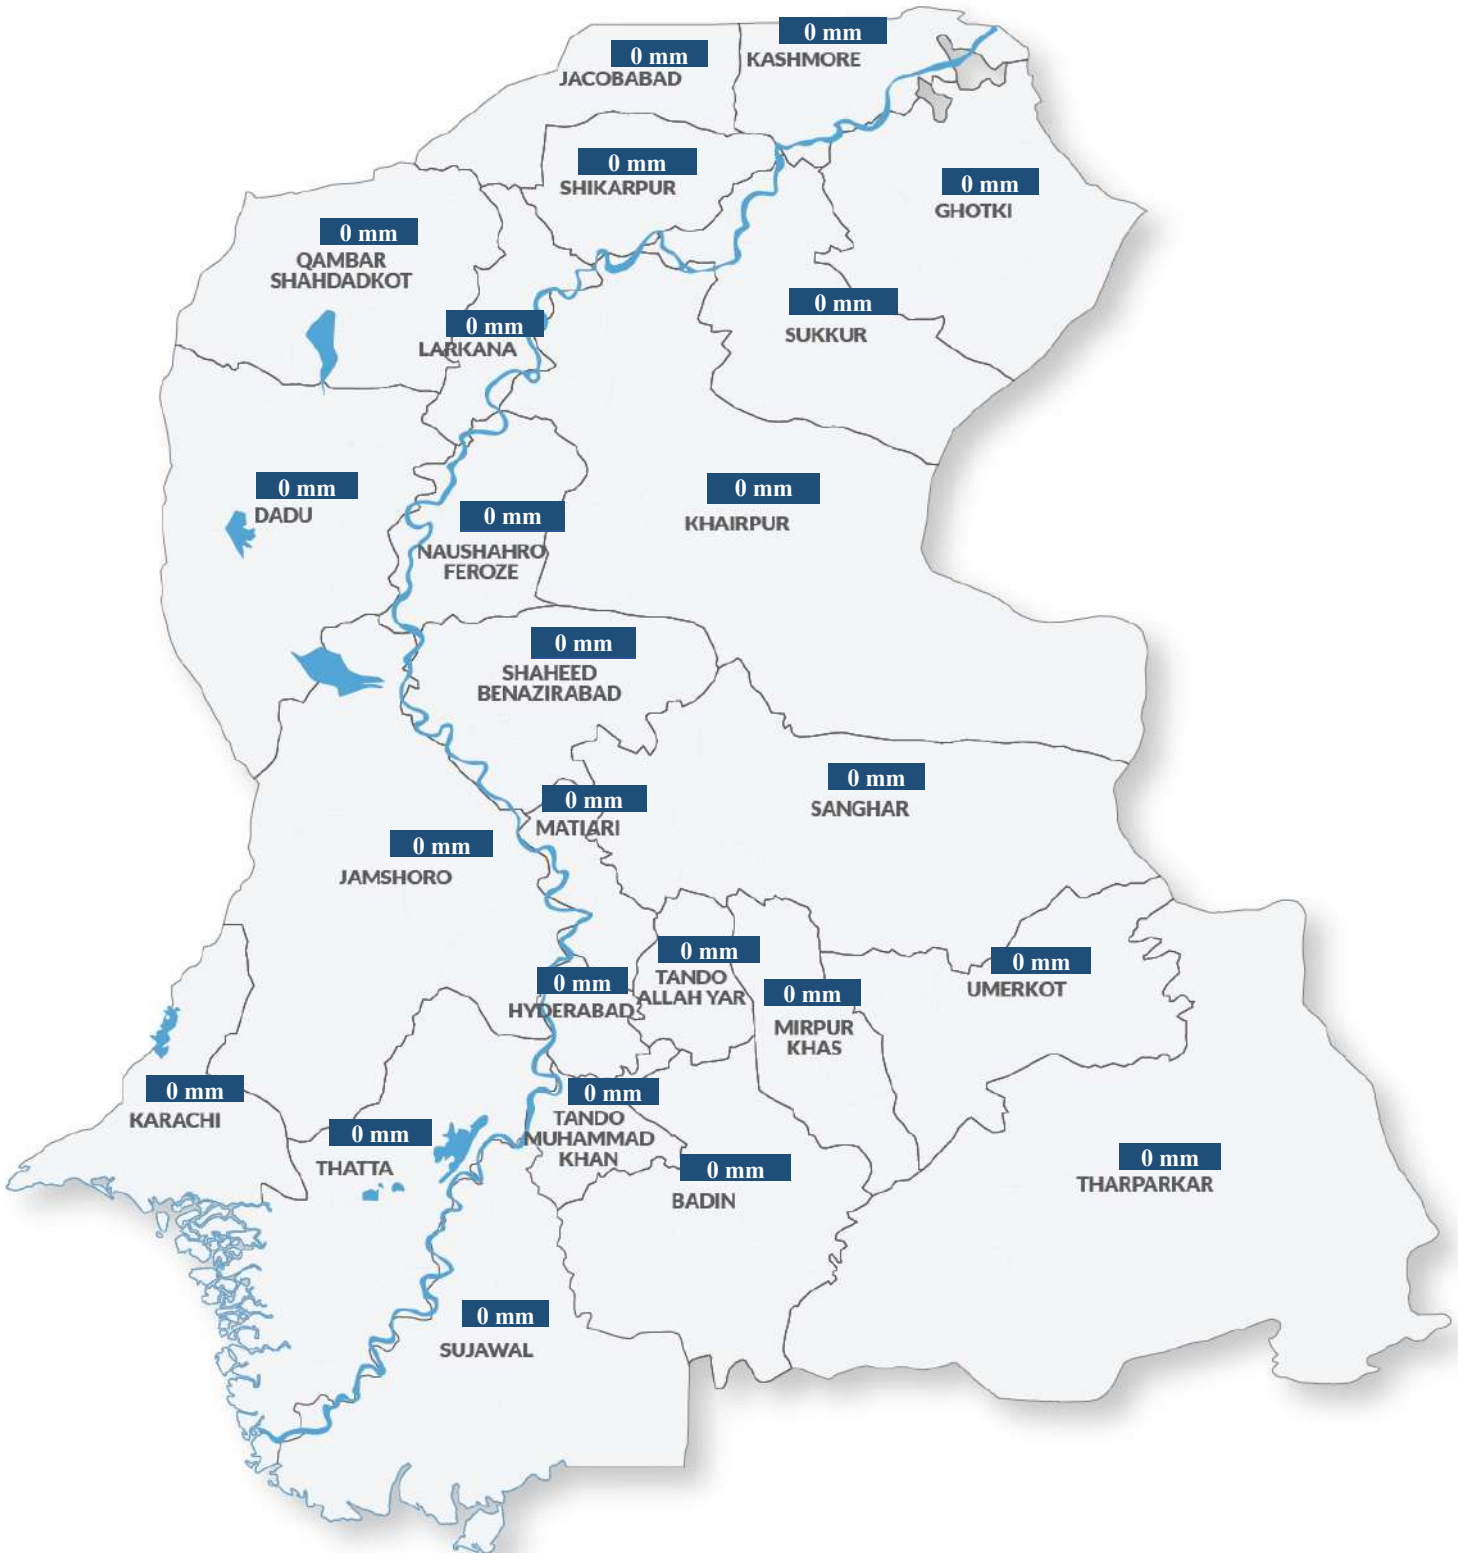 0 mm
KASHMORE
0 mm
JACOBABAD
0 mm
SHIKARPUR
0 mm
GHOTKI
0 mm
QAMBAR
SHAHDADKOT
0 mm
SUKKUR
0 mm
LARKANA
0 mm
DADU
0 mm
KHAIRPUR
0 mm
NAUSHAHRO
FEROZE
0 mm
SHAHEED
BENAZIRABAD
0 mm
SANGHAR
0 mm
MATIARI
0 mm
JAMSHORO
0 mm
TANDO
ALLAH YAR
0 mm
UMERKOT
0 mm
HYDERABAD
0 mm
MIRPUR
KHAS
0 mm
KARACHI
0 mm
TANDO
MUHAMMAD
KHAN
0 mm
THATTA
0 mm
BADIN
0 mm
THARPARKAR
0 mm
SUJAWAL